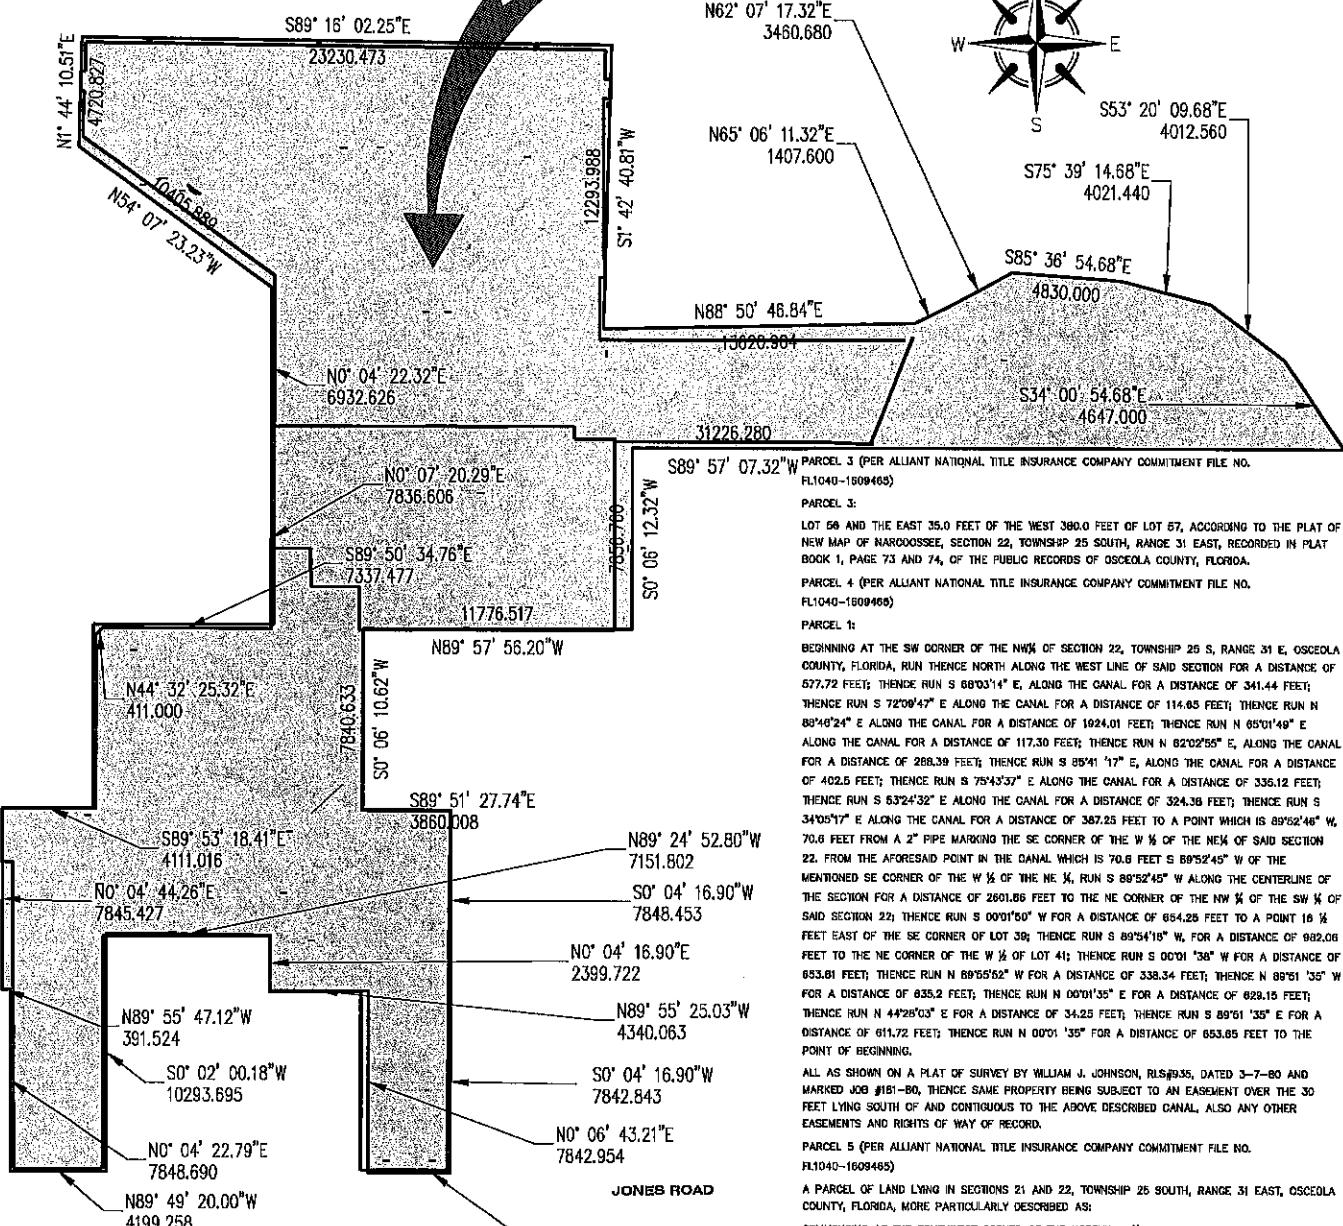 S89° 16' 02.25"E
23230.473
N1° 44' 10.51"E
4720.827
10405.889
N54° 07' 23.23"W
12293.988
S1° 42' 40.81"W
N62° 07' 17.32"E
3460.680
W
E
S
N65° 06' 11.32"E
1407.600
S53° 20' 09.68"E
4012.560
S75° 39' 14.68"E
4021.440
S85° 36' 54.68"E
4830.000
N88° 50' 46.84"E
S34° 00' 54.68"E
4647.000
N0° 04' 22.32"E
6932.626
31226.280
S89° 57' 07.32"W
N0° 07' 20.29"E
7836.606
S0° 06' 12.32"W
S89° 50' 34.76"E
7337.477
11776.517
N89° 57' 56.20"W
N44° 32' 25.32"E
411.000
7840.633
S0° 06' 10.62"W
S89° 51' 27.74"E
3860.008
S89° 53' 18.41"E
4111.016
N89° 24' 52.80"W
7151.802
N0° 04' 44.26"E
7845.427
S0° 04' 16.90"W
7848.453
N0° 04' 16.90"E
2399.722
N89° 55' 25.03"W
4340.063
N89° 55' 47.12"W
391.524
S0° 02' 00.18"W
10293.695
S0° 04' 16.90"W
7842.843
N0° 06' 43.21"E
7842.954
N0° 04' 22.79"E
7848.690
N89° 49' 20.00"W
4199.258
JONES ROAD
PARCEL 3 (PER ALLIANT NATIONAL TITLE INSURANCE COMPANY COMMITMENT FILE NO.
FL1040-1609465)
PARCEL 3:
LOT 56 AND THE EAST 35.0 FEET OF THE WEST 380.0 FEET OF LOT 57, ACCORDING TO THE PLAT OF
NEW MAP OF NARCOOSSEE, SECTION 22, TOWNSHIP 25 SOUTH, RANGE 31 EAST, RECORDED IN PLAT
BOOK 1, PAGE 73 AND 74, OF THE PUBLIC RECORDS OF OSCEOLA COUNTY, FLORIDA.
PARCEL 4 (PER ALLIANT NATIONAL TITLE INSURANCE COMPANY COMMITMENT FILE NO.
FL1040-1609465)
PARCEL 1:
BEGINNING AT THE SW CORNER OF THE NW¼ OF SECTION 22, TOWNSHIP 25 S, RANGE 31 E, OSCEOLA
COUNTY, FLORIDA, RUN THENCE NORTH ALONG THE WEST LINE OF SAID SECTION FOR A DISTANCE OF
577.72 FEET; THENCE RUN S 68°03'14" E, ALONG THE CANAL FOR A DISTANCE OF 341.44 FEET;
THENCE RUN S 72°09'47" E ALONG THE CANAL FOR A DISTANCE OF 114.65 FEET; THENCE RUN N
88°46'24" E ALONG THE CANAL FOR A DISTANCE OF 1924.01 FEET; THENCE RUN N 65°01'49" E
ALONG THE CANAL FOR A DISTANCE OF 117.30 FEET; THENCE RUN N 62°02'55" E, ALONG THE CANAL
FOR A DISTANCE OF 288.39 FEET; THENCE RUN S 85°41 '17" E, ALONG THE CANAL FOR A DISTANCE
OF 402.5 FEET; THENCE RUN S 75°43'37" E ALONG THE CANAL FOR A DISTANCE OF 335.12 FEET;
THENCE RUN S 53°24'32" E ALONG THE CANAL FOR A DISTANCE OF 324.38 FEET; THENCE RUN S
34°05'17" E ALONG THE CANAL FOR A DISTANCE OF 387.25 FEET TO A POINT WHICH IS 89°52'46" W,
70.6 FEET FROM A 2" PIPE MARKING THE SE CORNER OF THE W ½ OF THE NE¼ OF SAID SECTION
22. FROM THE AFORESAID POINT IN THE CANAL WHICH IS 70.6 FEET S 89°52'45" W OF THE
MENTIONED SE CORNER OF THE W ½ OF THE NE ¼, RUN S 89°52'45" W ALONG THE CENTERLINE OF
THE SECTION FOR A DISTANCE OF 2601.86 FEET TO THE NE CORNER OF THE NW ¼ OF THE SW ¼ OF
SAID SECTION 22; THENCE RUN S 00°01'50" W FOR A DISTANCE OF 654.25 FEET TO A POINT 16 ½
FEET EAST OF THE SE CORNER OF LOT 39; THENCE RUN S 89°54'18" W, FOR A DISTANCE OF 982.06
FEET TO THE NE CORNER OF THE W ½ OF LOT 41; THENCE RUN S 00°01 '38" W FOR A DISTANCE OF
653.81 FEET; THENCE RUN N 89°55'52" W FOR A DISTANCE OF 338.34 FEET; THENCE N 89°51 '35" W
FOR A DISTANCE OF 635.2 FEET; THENCE RUN N 00°01'35" E FOR A DISTANCE OF 629.15 FEET;
THENCE RUN N 44°28'03" E FOR A DISTANCE OF 34.25 FEET; THENCE RUN S 89°51 '35" E FOR A
DISTANCE OF 611.72 FEET; THENCE RUN N 00°01 '35" FOR A DISTANCE OF 653.65 FEET TO THE
POINT OF BEGINNING.
ALL AS SHOWN ON A PLAT OF SURVEY BY WILLIAM J. JOHNSON, RLS#935, DATED 3-7-80 AND
MARKED JOB #181-80, THENCE SAME PROPERTY BEING SUBJECT TO AN EASEMENT OVER THE 30
FEET LYING SOUTH OF AND CONTIGUOUS TO THE ABOVE DESCRIBED CANAL, ALSO ANY OTHER
EASEMENTS AND RIGHTS OF WAY OF RECORD.
PARCEL 5 (PER ALLIANT NATIONAL TITLE INSURANCE COMPANY COMMITMENT FILE NO.
FL1040-1609465)
A PARCEL OF LAND LYING IN SECTIONS 21 AND 22, TOWNSHIP 25 SOUTH, RANGE 31 EAST, OSCEOLA
COUNTY, FLORIDA, MORE PARTICULARLY DESCRIBED AS: